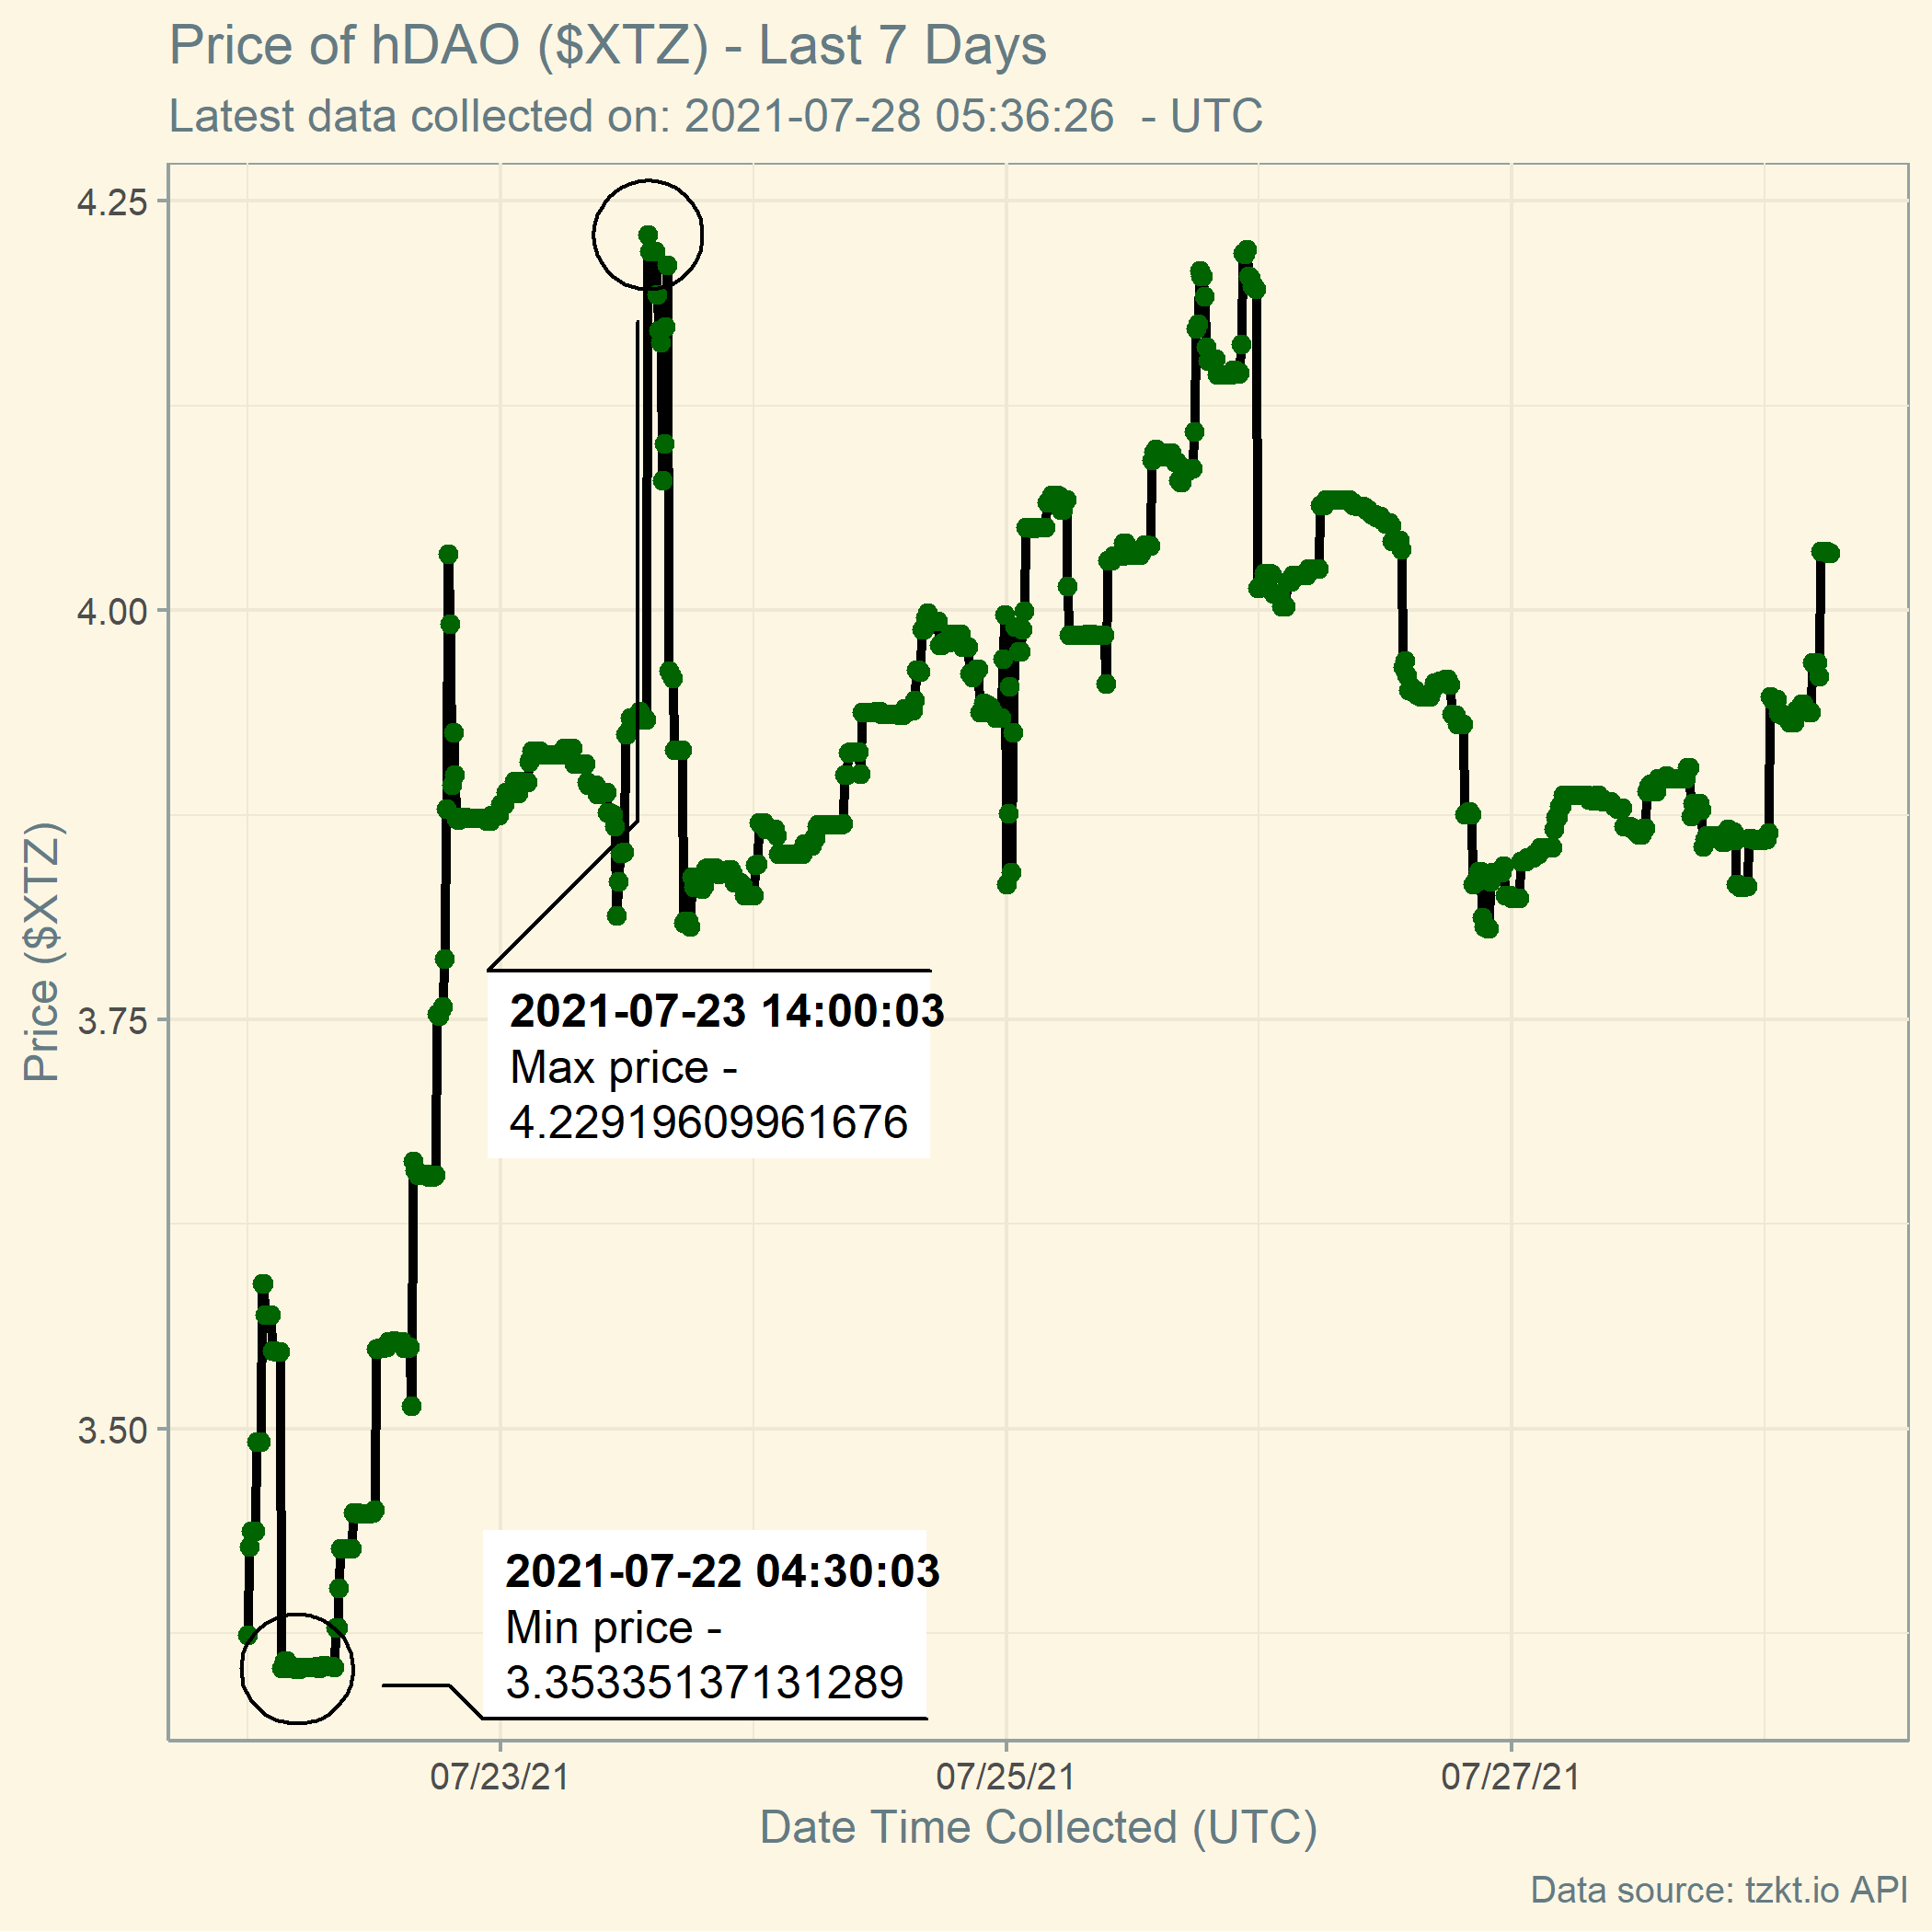 Price of hDAO ($XTZ) - Last 7 Days
Latest data collected on: 2021-07-28 05:36:26  - UTC
4.25
4.00
3.75
3.50
Price ($XTZ)
2021-07-23 14:00:03
Max price -
4.22919609961676
2021-07-22 04:30:03
Min price -
3.35335137131289
07/23/21
07/25/21
07/27/21
Date Time Collected (UTC)
Data source: tzkt.io API